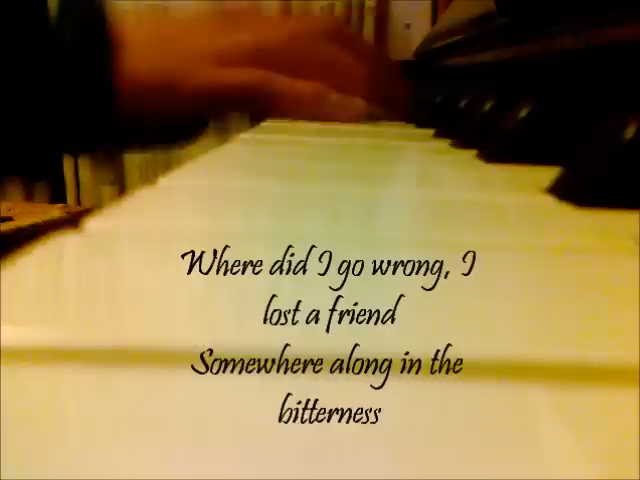 Where did I go wrong, I
lost a friend
Somewhere along in the
bitterness